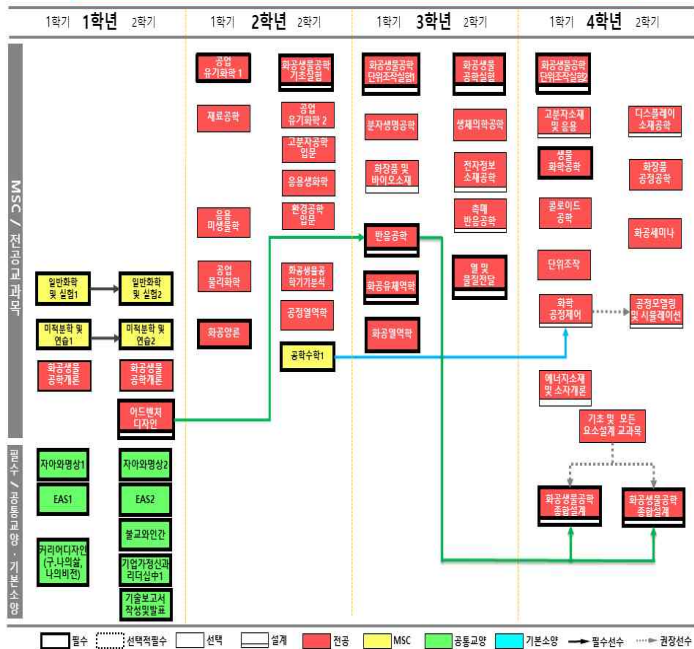 1학기 1학년 2학기
2학년
1학기 2학기
1학기 3학년 2학기
1학기 4학년 2학기
MSC / 전공교과목
필수 / 공통교양 · 기본소양
일반화학
및 실험1
미적분학 및
연습1
화공생물
공학개론
자아와명상1
EAS1
커리어디자인
(구.나의삶,
나의비전)
일반화학
및 실험2
미적분학 및
연습2
화공생물
공학개론
어드벤처
디자인
자아와명상2
EAS2
불교와인간
기업가정신과
리더십中1
기술보고서
작성및발표
공업
유기화학 1
재료공학
응용
미생물학
공업
물리화학
화공양론
화공생물공학
기초실험
공업
유기화학 2
고분자공학
입문
응용생화학
환경공학
입문
화공생물공
학기기분석
공정열역학
공학수학1
화공생물공학
단위조작실험1
분자생명공학
화장품 및
바이오소재
반응공학
화공유체역학
화공열역학
화공생물
공학실험
생체의학공학
전자정보
소재공학
촉매
반응공학
열 및
물질전달
화공생물공학
단위조작실험2
고분자소재
및 응용
생물
화학공학
콜로이드
공학
단위조작
화학
공정제어
에너지소재
및 소자개론
디스플레이
소재공학
화장품
공정공학
화공세미나
공정모델링
및 시뮬레이션
기초 및 모든
요소설계 교과목
화공생물공학
종합설계
화공생물공학
종합설계
필수 선택적필수 선택 설계 전공 MSC 공통교양 기본소양 필수선수 권장선수